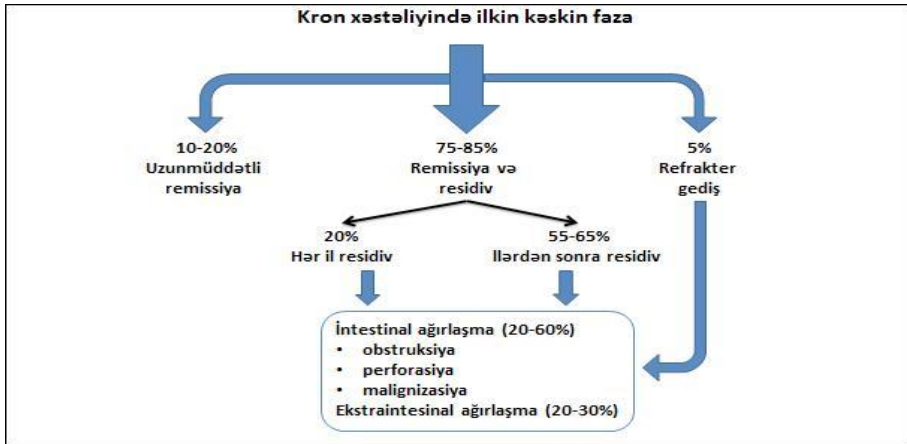 Kron xəstəliyində ilkin kəskin faza
10-20%
Uzunmüddətli
remissiya
75-85%
Remissiya və
residiv
5%
Refrakter
gediş
20%
Hər il residiv
55-65%
İlərdən sonra residiv
İntestinal ağırlaşma (20-60%)
• obstruksiya
• perforasiya
• malignizasiya
Ekstraintesinal ağırlaşma (20-30%)